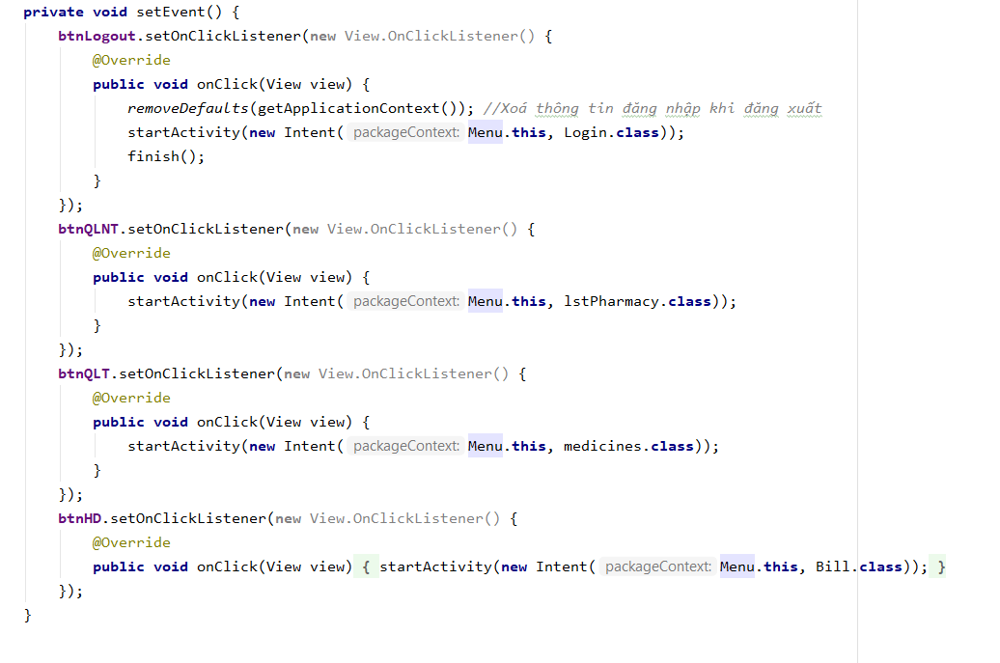 private void setEvent() {
btnLogout.setOnClickListener(new View.OnClickListener() {
@Override
public void onClick(View view) {
removeDefaults(getApplicationContext()); //Xoá thông tin đăng nhập khi đăng xuất
startActivity(new Intent( packageContext: Menu.this, Login.class));
finish();
}
});
btnQLNT.setOnClickListener(new View.OnClickListener() {
@Override
public void onClick(View view) {
startActivity(new Intent( packageContext: Menu.this, lstPharmacy.class));
}
});
btnQLT.setOnClickListener(new View.OnClickListener() {
@Override
public void onClick(View view) {
startActivity(new Intent( packageContext: Menu.this, medicines.class));
}
});
btnHD.setOnClickListener(new View.OnClickListener() {
@Override
public void onClick(View view) { startActivity(new Intent( packageContext: Menu.this, Bill.class)); }
});
}